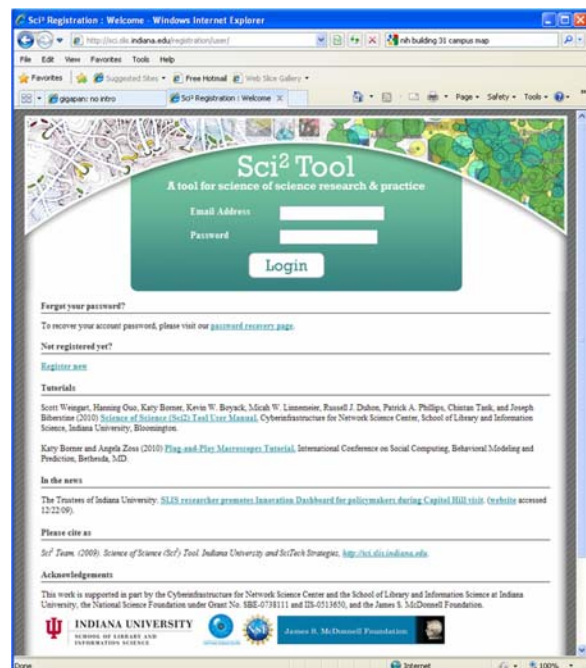 Sci² Registration : Welcome - Windows Internet Explorer
http://sci.slis.indiana.edu/registration/user/
nih building 31 campus map
File Edit View Favorites Tools Help
Favorites Suggested Sites Free Hotmail Web Slice Gallery
gigapan: no intro Sci² Registration : Welcome Page Safety Tools
Sci² Tool
A tool for science of science research & practice
Email Address
Password
Login
Forgot your password?
To recover your account password, please visit our password recovery page.
Not registered yet?
Register new
Tutorials
Scott Weingart, Hanning Guo, Katy Borner, Kevin W. Boyack, Micah W. Linnemeier, Russell J. Duhon, Patrick A. Phillips, Chintan Tank, and Joseph
Biberstine (2010) Science of Science (Sci2) Tool User Manual, Cyberinfrastructure for Network Science Center, School of Library and Information
Science, Indiana University, Bloomington.
Katy Borner and Angela Zoss (2010) Plug-and-Play Macroscopes Tutorial, International Conference on Social Computing, Behavioral Modeling and
Prediction, Bethesda, MD.
In the news
The Trustees of Indiana University. SLIS researcher promotes Innovation Dashboard for policymakers during Capitol Hill visit. (website accessed
12/22/09).
Please cite as
Sci² Team. (2009). Science of Science (Sci²) Tool. Indiana University and SciTech Strategies, http://sci.slis.indiana.edu.
Acknowledgements
This work is supported in part by the Cyberinfrastructure for Network Science Center and the School of Library and Information Science at Indiana
University, the National Science Foundation under Grant No. SBE-0738111 and IIS-0513650, and the James S. McDonnell Foundation.
INDIANA UNIVERSITY
SCHOOL OF LIBRARY AND
INFORMATION SCIENCE
NSF
James S. McDonnell Foundation
Done Internet 100%